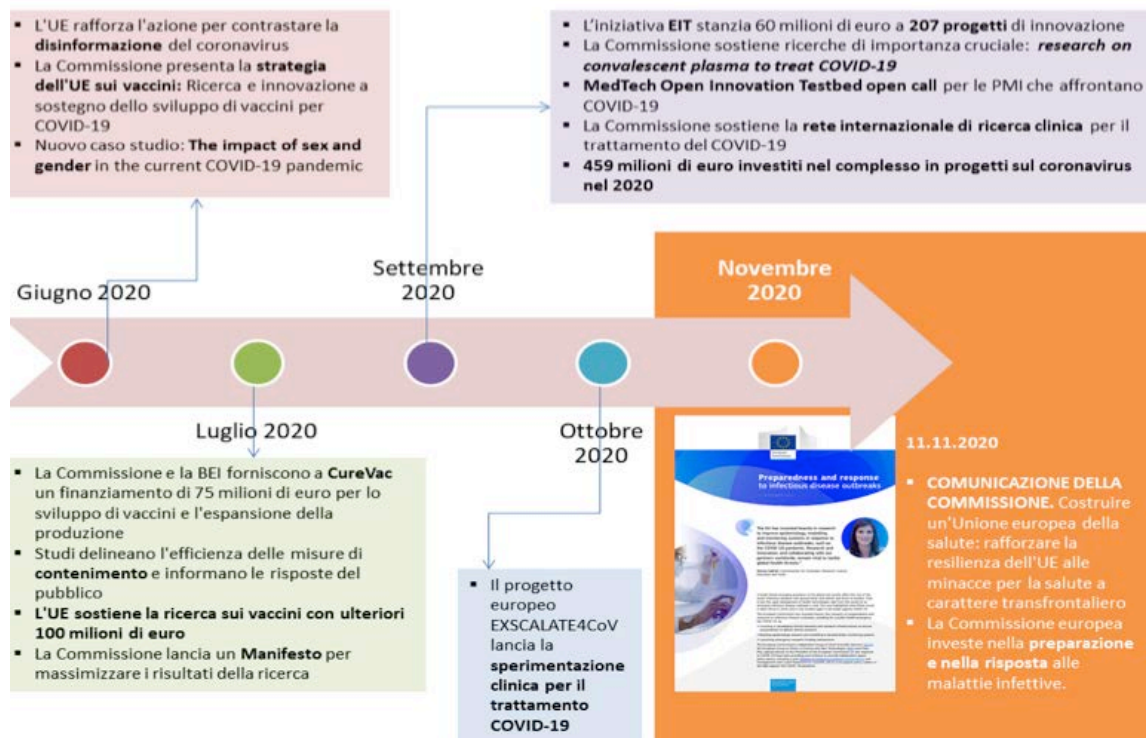 ▪ L'UE rafforza l'azione per contrastare la
disinformazione del coronavirus
▪ La Commissione presenta la strategia
dell'UE sui vaccini: Ricerca e innovazione a
sostegno dello sviluppo di vaccini per
COVID-19
▪ Nuovo caso studio: The impact of sex and
gender in the current COVID-19 pandemic
▪ L'iniziativa EIT stanzia 60 milioni di euro a 207 progetti di innovazione
▪ La Commissione sostiene ricerche di importanza cruciale: research on
convalescent plasma to treat COVID-19
▪ MedTech Open Innovation Testbed open call per le PMI che affrontano
COVID-19
▪ La Commissione sostiene la rete internazionale di ricerca clinica per il
trattamento del COVID-19
▪ 459 milioni di euro investiti nel complesso in progetti sul coronavirus
nel 2020
Giugno 2020
Settembre
2020
Novembre
2020
Luglio 2020
Ottobre
2020
▪ La Commissione e la BEI forniscono a CureVac
un finanziamento di 75 milioni di euro per lo
sviluppo di vaccini e l'espansione della
produzione
▪ Studi delineano l'efficienza delle misure di
contenimento e informano le risposte del
pubblico
▪ L'UE sostiene la ricerca sui vaccini con ulteriori
100 milioni di euro
▪ La Commissione lancia un Manifesto per
massimizzare i risultati della ricerca
▪ Il progetto
europeo
EXSCALATE4CoV
lancia la
sperimentazione
clinica per il
trattamento
COVID-19
Preparedness and response
to infectious disease outbreaks
11.11.2020
▪ COMUNICAZIONE DELLA
COMMISSIONE. Costruire
un'Unione europea della
salute: rafforzare la
resilienza dell'UE alle
minacce per la salute a
carattere transfrontaliero
▪ La Commissione europea
investe nella preparazione
e nella risposta alle
malattie infettive.